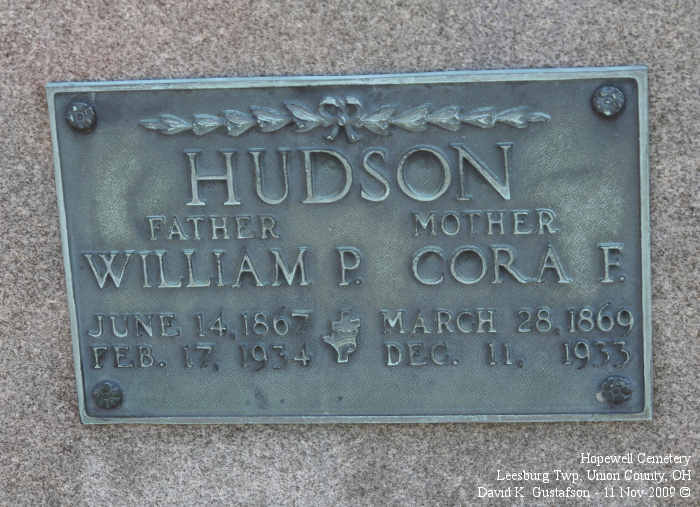 HUDSON
FATHER MOTHER
WILLIAM P. CORA F.
JUNE 14, 1867 MARCH 28, 1869
FEB. 17, 1934 DEC. 11, 1933
Hopewell Cemetery
Leesburg Twp, Union County, OH
David K. Gustafson - 11 Nov 2009 ©